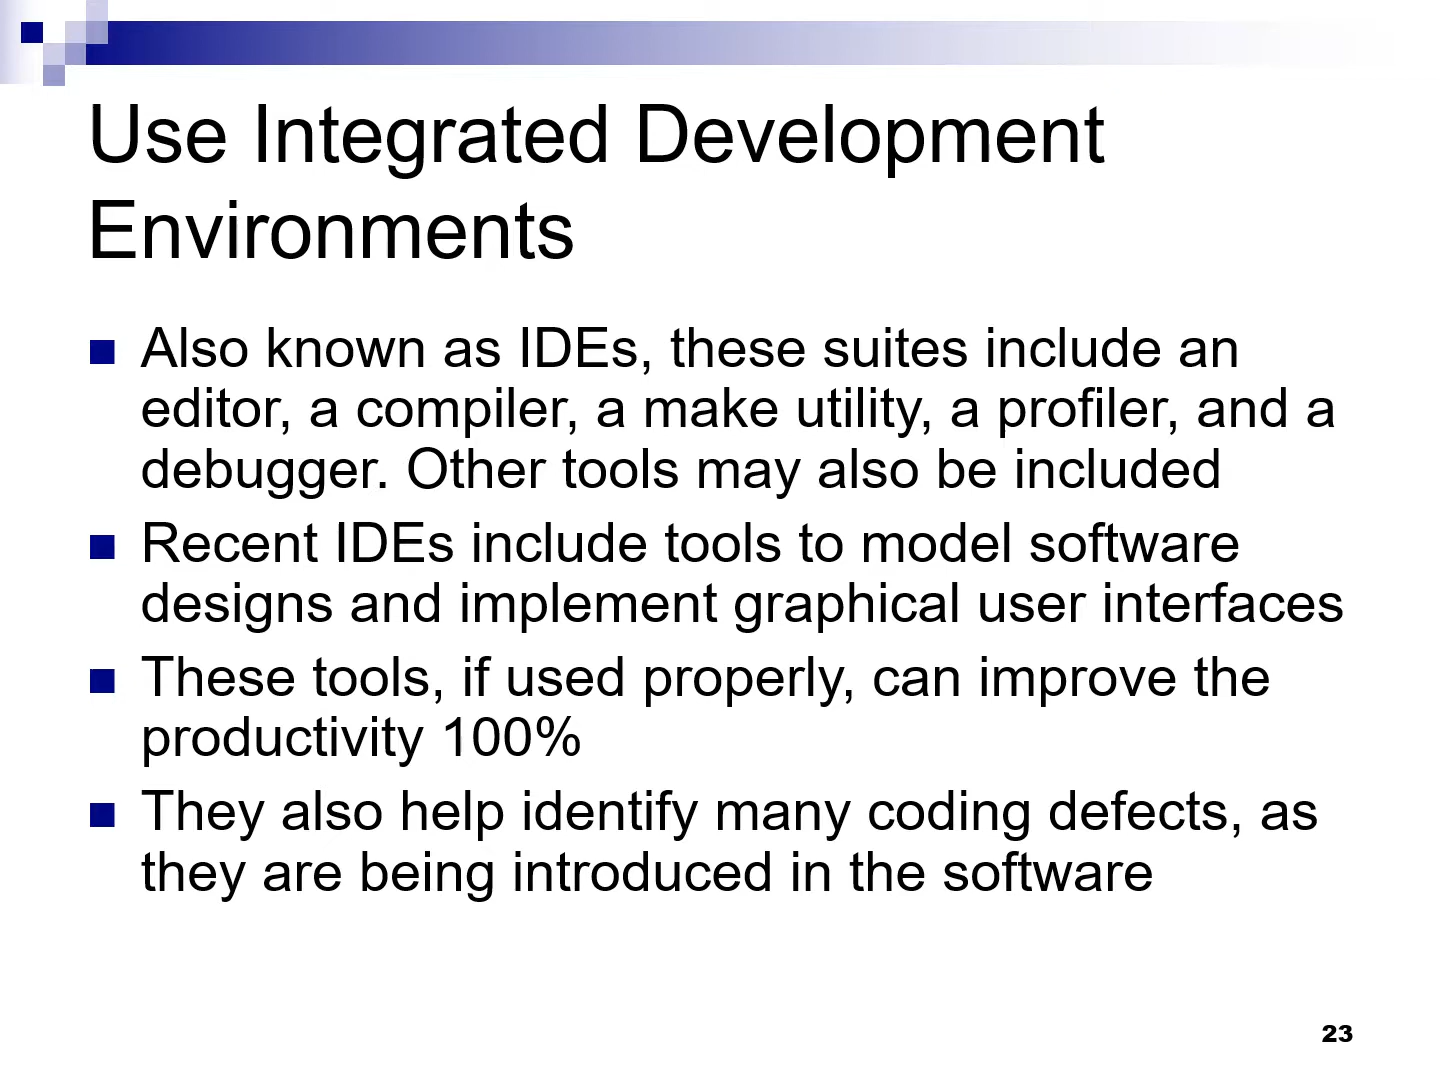 Use Integrated Development
Environments
Also known as IDEs, these suites include an
editor, a compiler, a make utility, a profiler, and a
debugger. Other tools may also be included
Recent IDEs include tools to model software
designs and implement graphical user interfaces
These tools, if used properly, can improve the
productivity 100%
They also help identify many coding defects, as
they are being introduced in the software
23